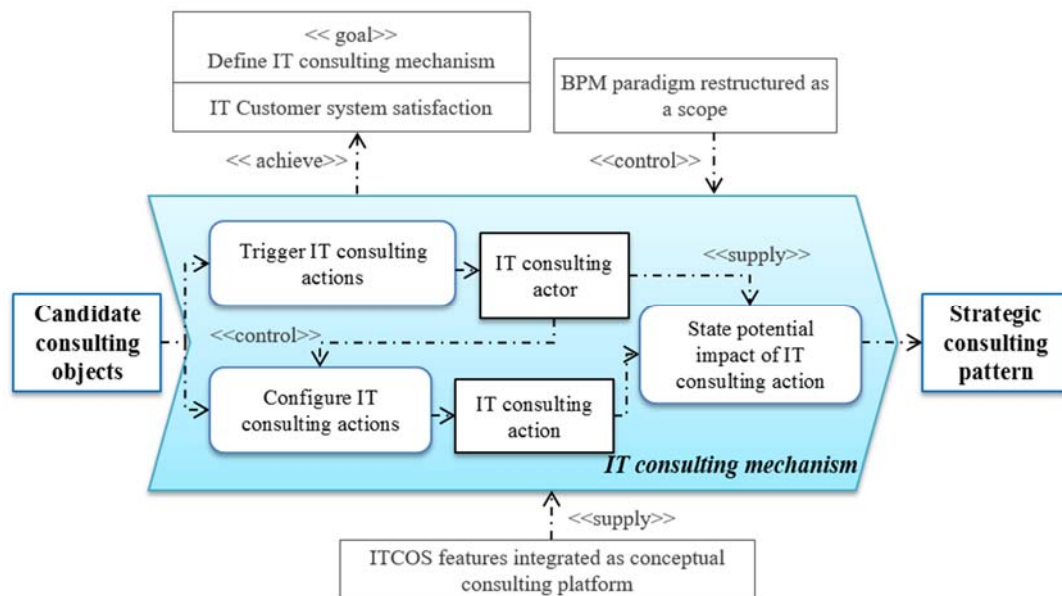 << goal>>
Define IT consulting mechanism
IT Customer system satisfaction
BPM paradigm restructured as
a scope
<< achieve>>
<<control>>
Trigger IT consulting
actions
IT consulting
actor
<<supply>>
Candidate
consulting
objects
<<control>>
State potential
impact of IT
consulting action
Strategic
consulting
pattern
Configure IT
consulting actions
IT consulting
action
IT consulting mechanism
<<supply>>
ITCOS features integrated as conceptual
consulting platform